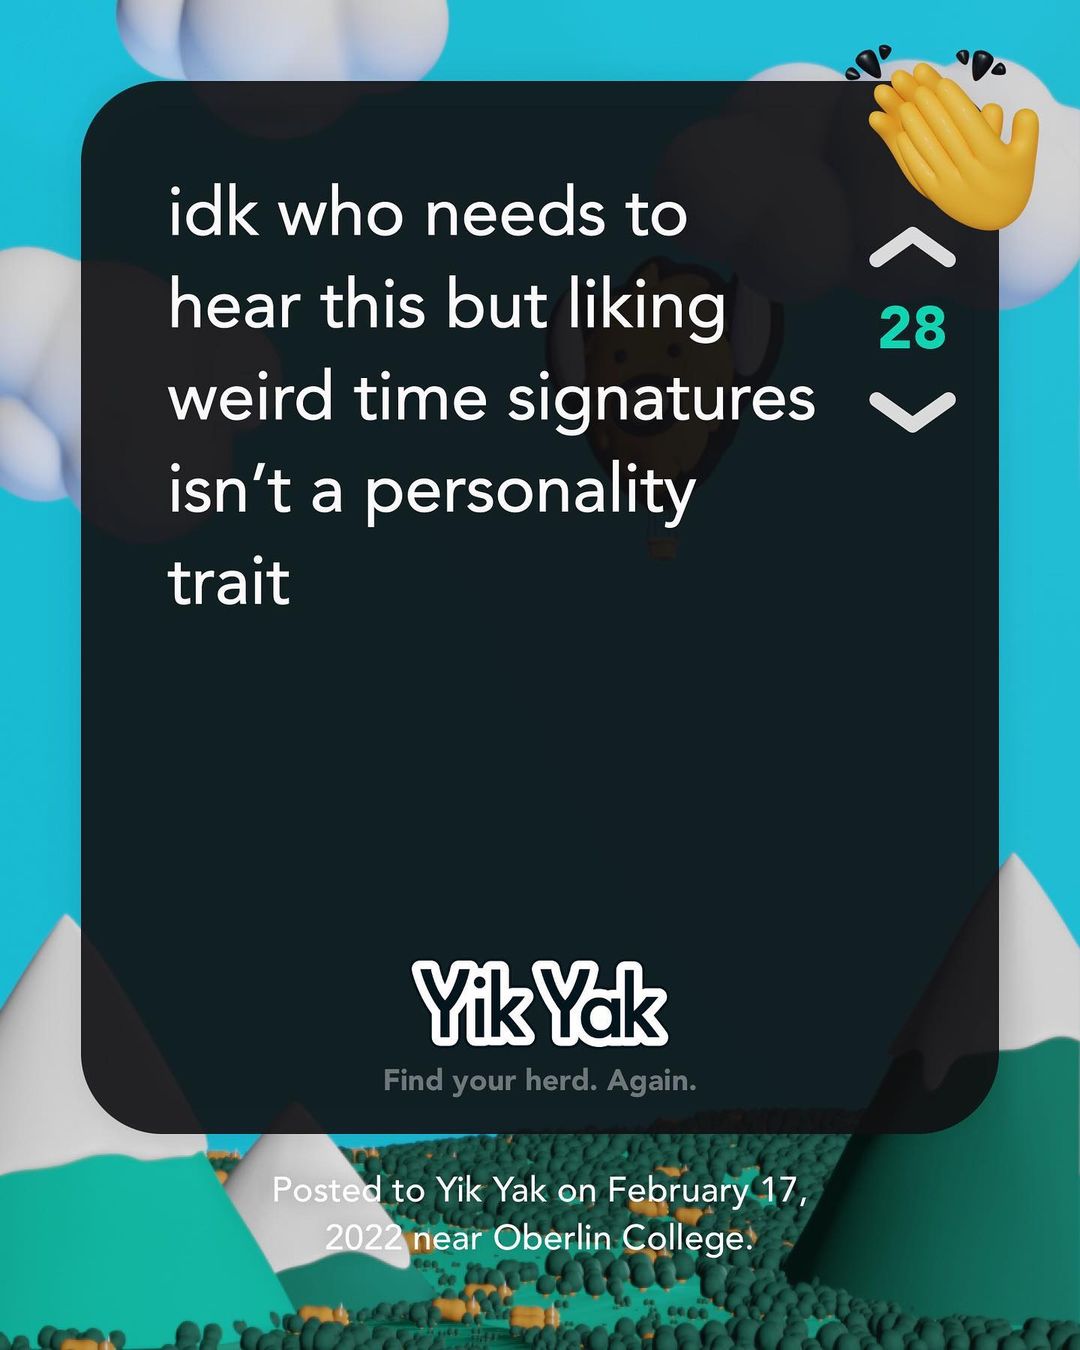 idk who needs to
hear this but liking
weird time signatures
isn’t a personality
trait
28
Yik Yak
Find your herd. Again.
Posted to Yik Yak on February 17,
2022 near Oberlin College.